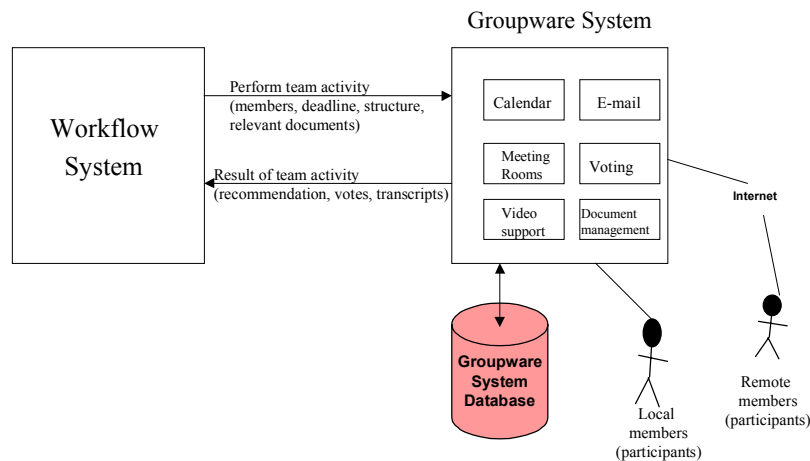 Groupware System
Workflow
System
Perform team activity
(members, deadline, structure,
relevant documents)
Result of team activity
(recommendation, votes, transcripts)
Calendar
E-mail
Meeting
Rooms
Voting
Video
support
Document
management
Internet
Groupware
System
Database
Local
members
(participants)
Remote
members
(participants)